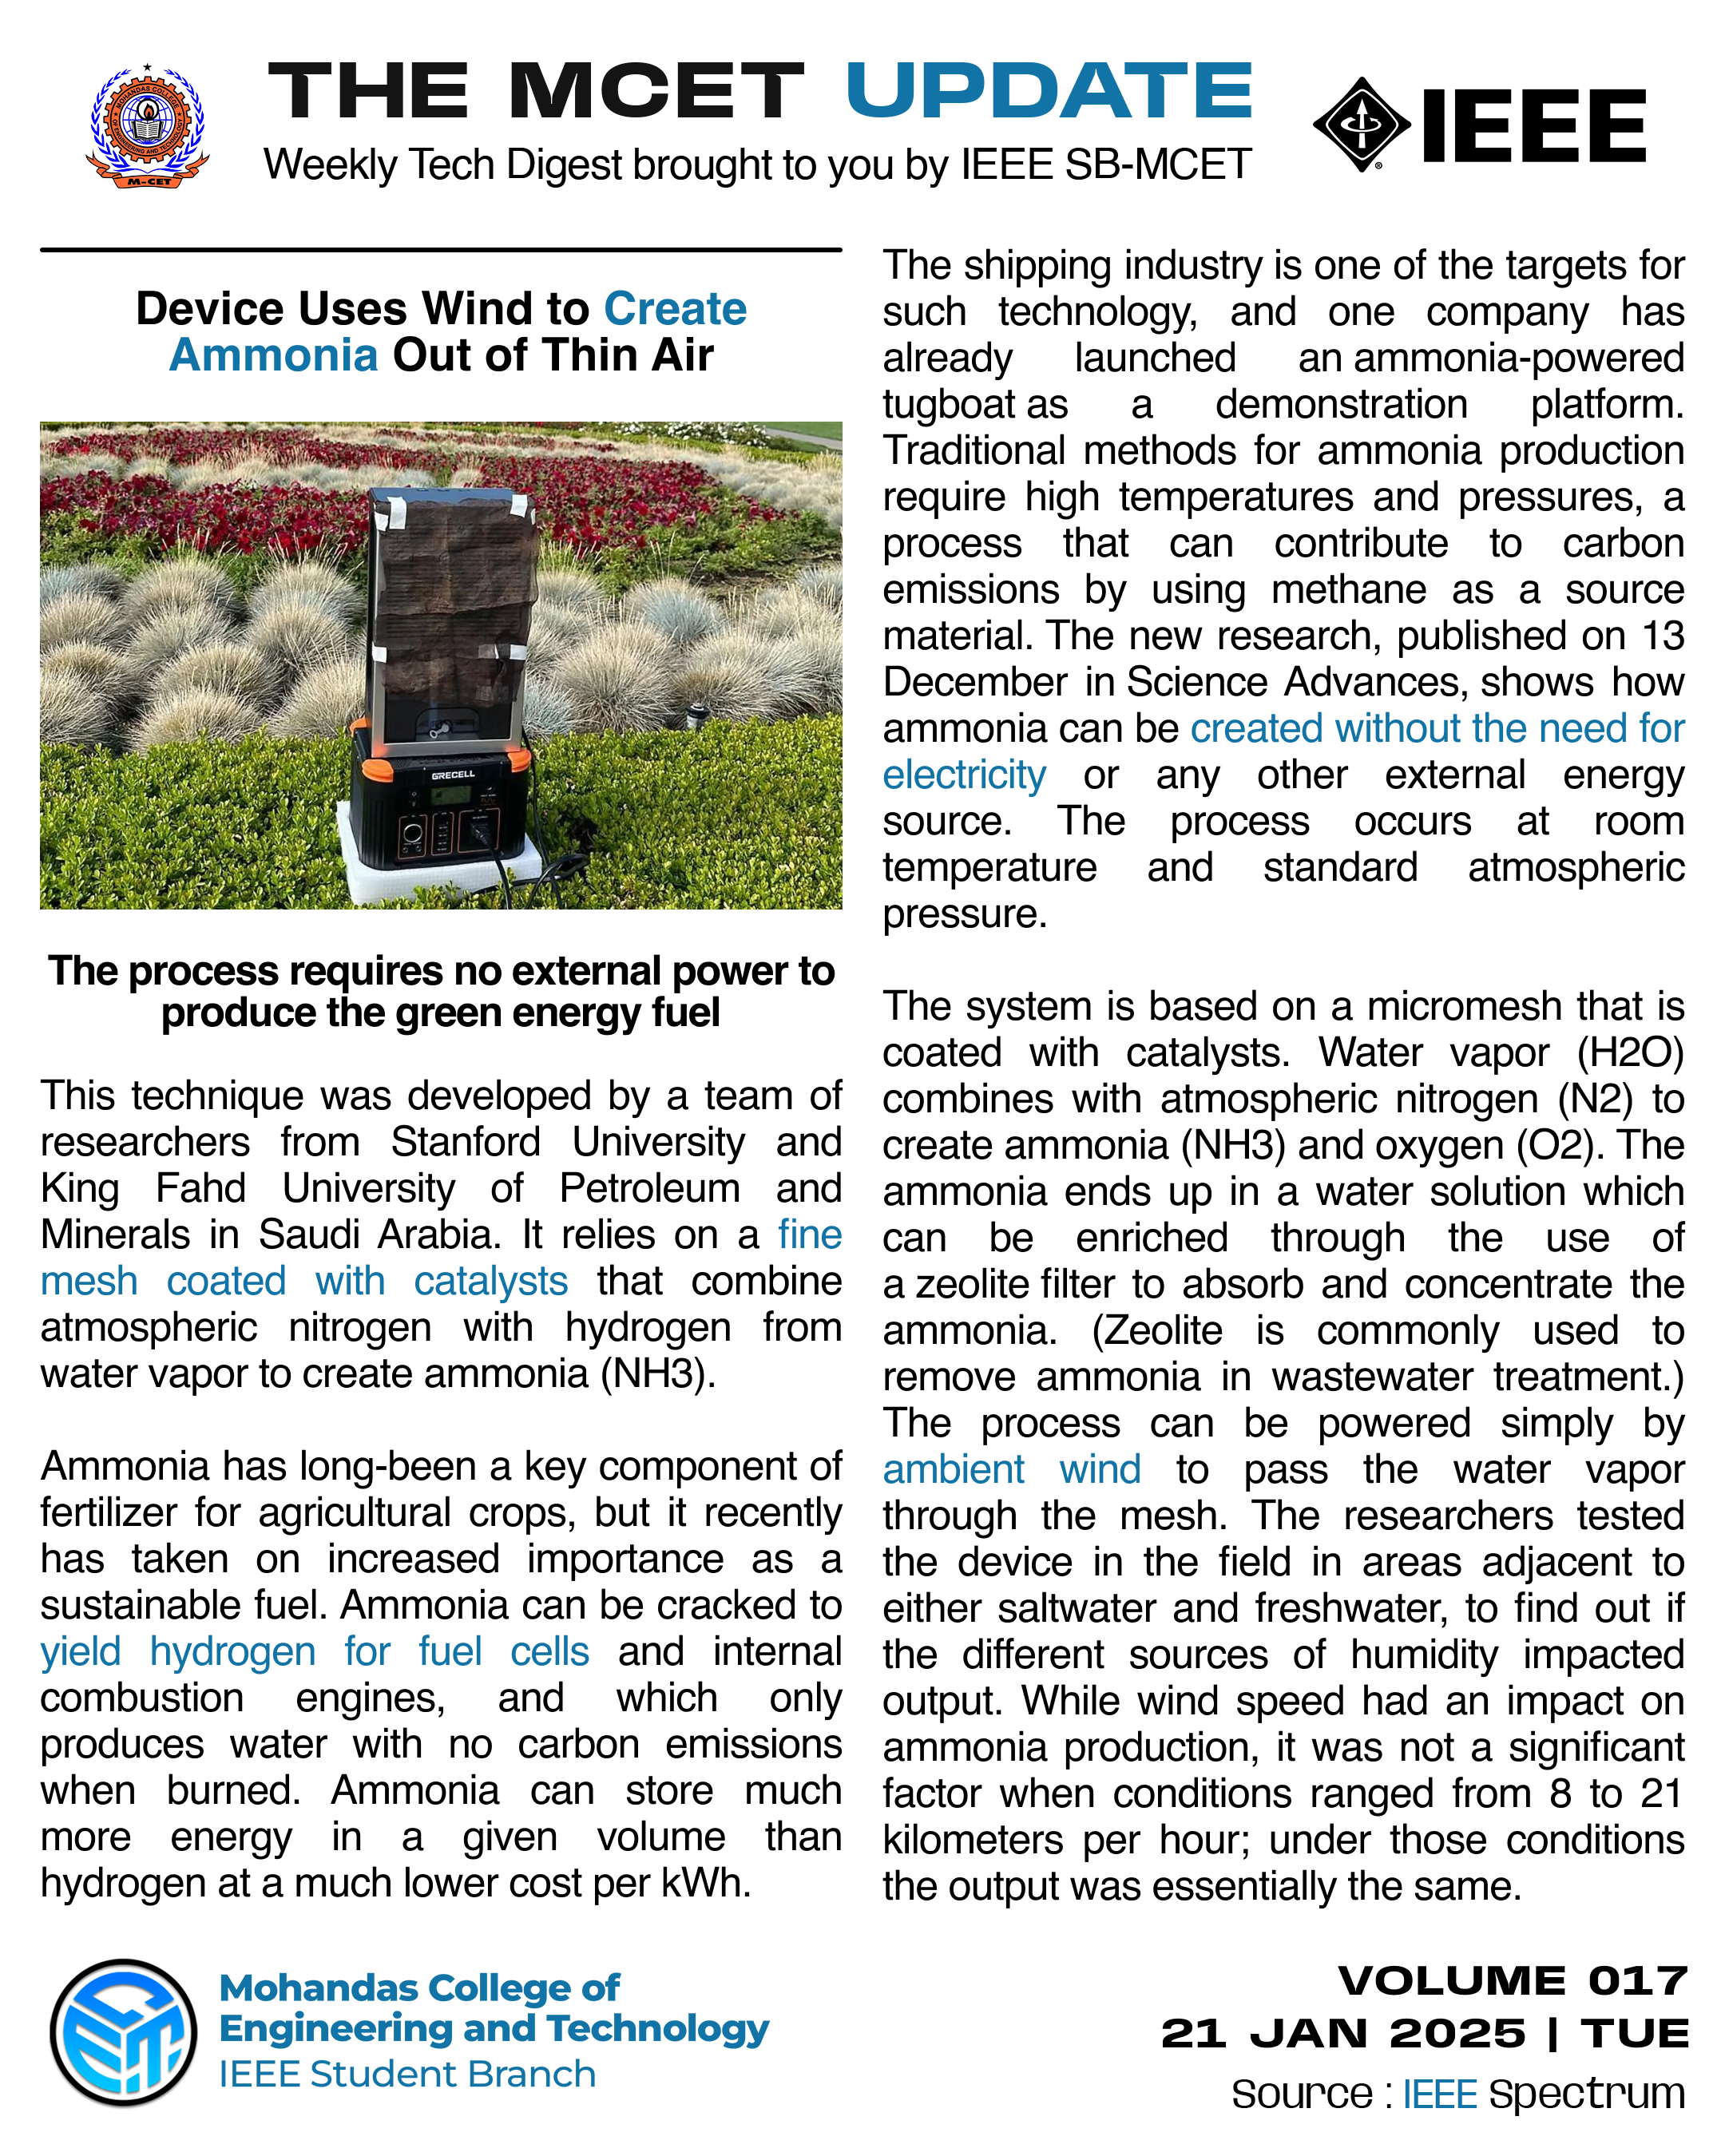 THE MCET UPDATE
Weekly Tech Digest brought to you by IEEE SB-MCET
MOHANDAS COLLEGE
OF ENGINEERING AND TECHNOLOGY
M-CET
IEEE
Device Uses Wind to Create
Ammonia Out of Thin Air
GRECELL
The process requires no external power to
produce the green energy fuel
This technique was developed by a team of
researchers from Stanford University and
King Fahd University of Petroleum and
Minerals in Saudi Arabia. It relies on a fine
mesh coated with catalysts that combine
atmospheric nitrogen with hydrogen from
water vapor to create ammonia (NH3).
Ammonia has long-been a key component of
fertilizer for agricultural crops, but it recently
has taken on increased importance as a
sustainable fuel. Ammonia can be cracked to
yield hydrogen for fuel cells and internal
combustion engines, and which only
produces water with no carbon emissions
when burned. Ammonia can store much
more energy in a given volume than
hydrogen at a much lower cost per kWh.
The shipping industry is one of the targets for
such technology, and one company has
already launched an ammonia-powered
tugboat as a demonstration platform.
Traditional methods for ammonia production
require high temperatures and pressures, a
process that can contribute to carbon
emissions by using methane as a source
material. The new research, published on 13
December in Science Advances, shows how
ammonia can be created without the need for
electricity or any other external energy
source. The process occurs at room
temperature and standard atmospheric
pressure.
The system is based on a micromesh that is
coated with catalysts. Water vapor (H2O)
combines with atmospheric nitrogen (N2) to
create ammonia (NH3) and oxygen (O2). The
ammonia ends up in a water solution which
can be enriched through the use of
a zeolite filter to absorb and concentrate the
ammonia. (Zeolite is commonly used to
remove ammonia in wastewater treatment.)
The process can be powered simply by
ambient wind to pass the water vapor
through the mesh. The researchers tested
the device in the field in areas adjacent to
either saltwater and freshwater, to find out if
the different sources of humidity impacted
output. While wind speed had an impact on
ammonia production, it was not a significant
factor when conditions ranged from 8 to 21
kilometers per hour; under those conditions
the output was essentially the same.
Mohandas College of
Engineering and Technology
IEEE Student Branch
VOLUME 017
21 JAN 2025 | TUE
Source : IEEE Spectrum